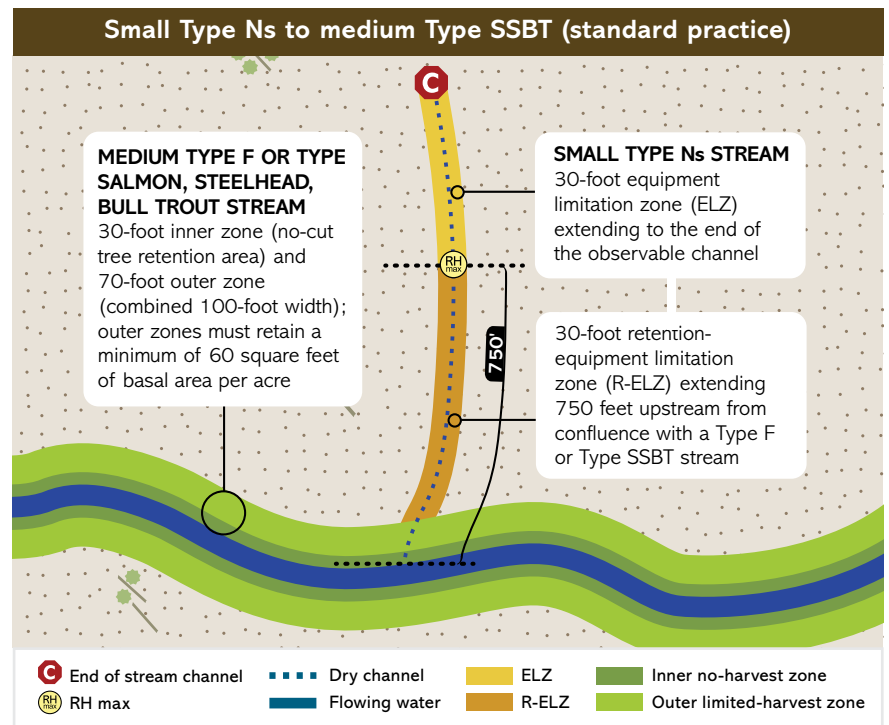 Small Type Ns to medium Type SSBT (standard practice)
C
MEDIUM TYPE F OR TYPE
SALMON, STEELHEAD,
BULL TROUT STREAM
30-foot inner zone (no-cut
tree retention area) and
70-foot outer zone
(combined 100-foot width);
outer zones must retain a
minimum of 60 square feet
of basal area per acre
SMALL TYPE Ns STREAM
30-foot equipment
limitation zone (ELZ)
extending to the end of
the observable channel
RH
max
750'
30-foot retention-
equipment limitation
zone (R-ELZ) extending
750 feet upstream from
confluence with a Type F
or Type SSBT stream
C End of stream channel
Dry channel
ELZ
Inner no-harvest zone
RH
max
RH max
Flowing water
R-ELZ
Outer limited-harvest zone